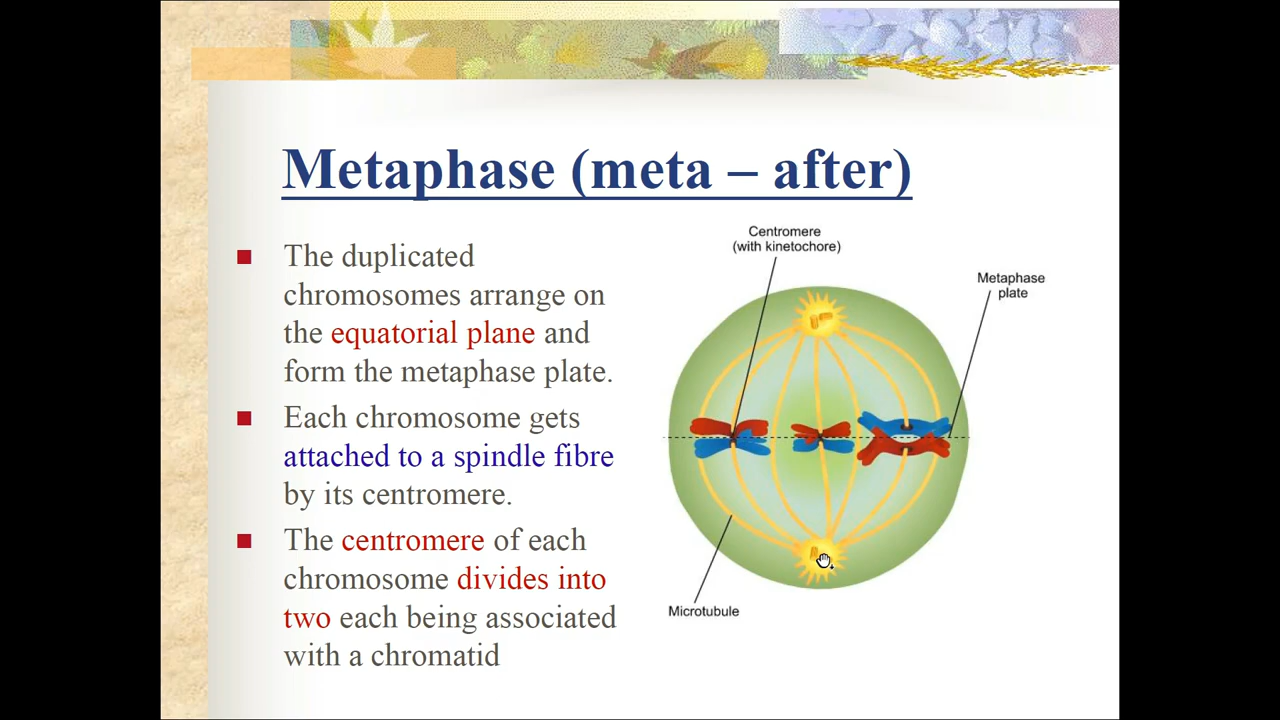 Metaphase (meta – after)
The duplicated
chromosomes arrange on
the equatorial plane and
form the metaphase plate.
Each chromosome gets
attached to a spindle fibre
by its centromere.
The centromere of each
chromosome divides into
two each being associated
with a chromatid
Centromere
(with kinetochore)
Metaphase
plate
Microtubule